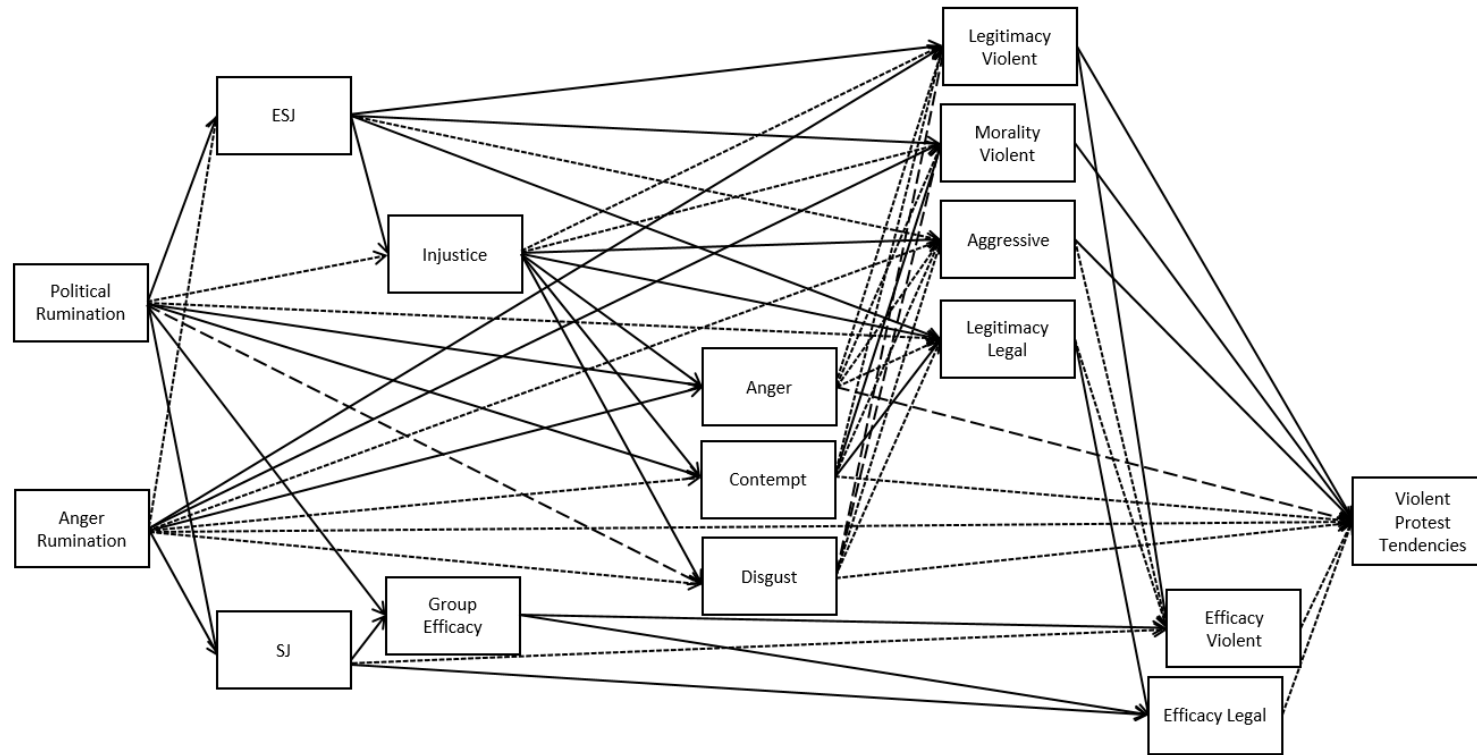 Legitimacy
Violent
ESJ
Morality
Violent
Injustice
Aggressive
Political
Rumination
Legitimacy
Legal
Anger
Contempt
Anger
Rumination
Violent
Protest
Tendencies
Disgust
Group
Efficacy
Efficacy
Violent
SJ
Efficacy Legal